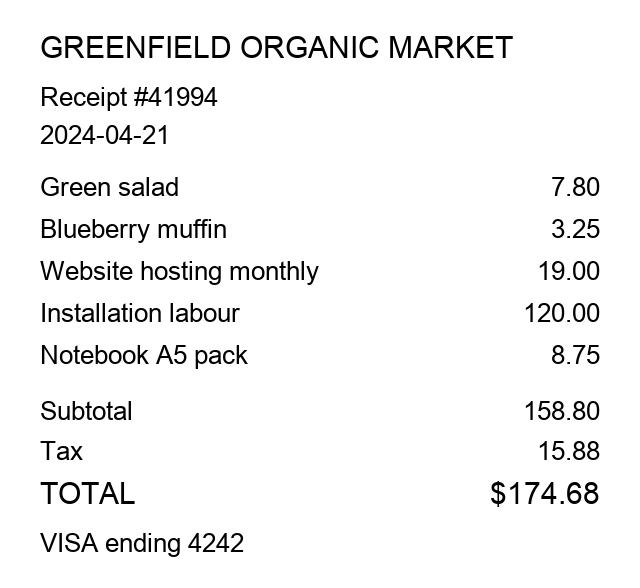 GREENFIELD ORGANIC MARKET
Receipt #41994
2024-04-21
Green salad 7.80
Blueberry muffin 3.25
Website hosting monthly 19.00
Installation labour 120.00
Notebook A5 pack 8.75
Subtotal 158.80
Tax 15.88
TOTAL $174.68
VISA ending 4242